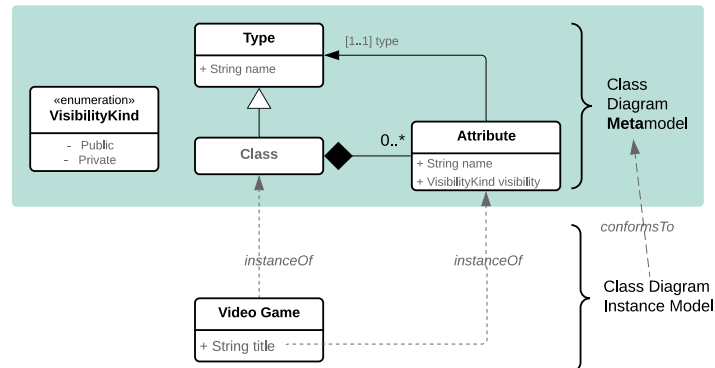 Type
+ String name
[1..1] type
«enumeration»
VisibilityKind
- Public
- Private
Class
0..*
Attribute
+ String name
+ VisibilityKind visibility
Class
Diagram
Metamodel
instanceOf
instanceOf
conformsTo
Video Game
+ String title
Class Diagram
Instance Model